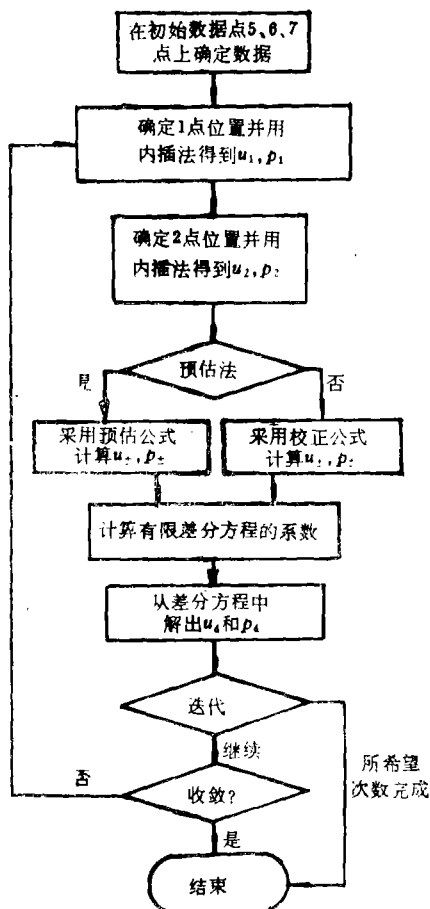 在初始数据点5、6、7
点上确定数据
确定1点位置并用
内插法得到u₁,p₁
确定2点位置并用
内插法得到u₂,p₂
预估法
是
否
采用预估公式
计算u±,p±
采用校正公式
计算u±,p±
计算有限差分方程的系数
从差分方程中
解出u₄和p₄
迭代
继续
所希望
次数完成
否
收敛?
是
结束